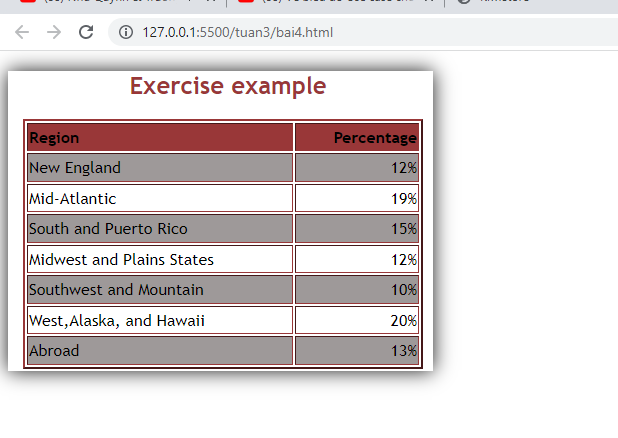 127.0.0.1:5500/tuan3/bai4.html
Exercise example
Region Percentage
New England 12%
Mid-Atlantic 19%
South and Puerto Rico 15%
Midwest and Plains States 12%
Southwest and Mountain 10%
West,Alaska, and Hawaii 20%
Abroad 13%